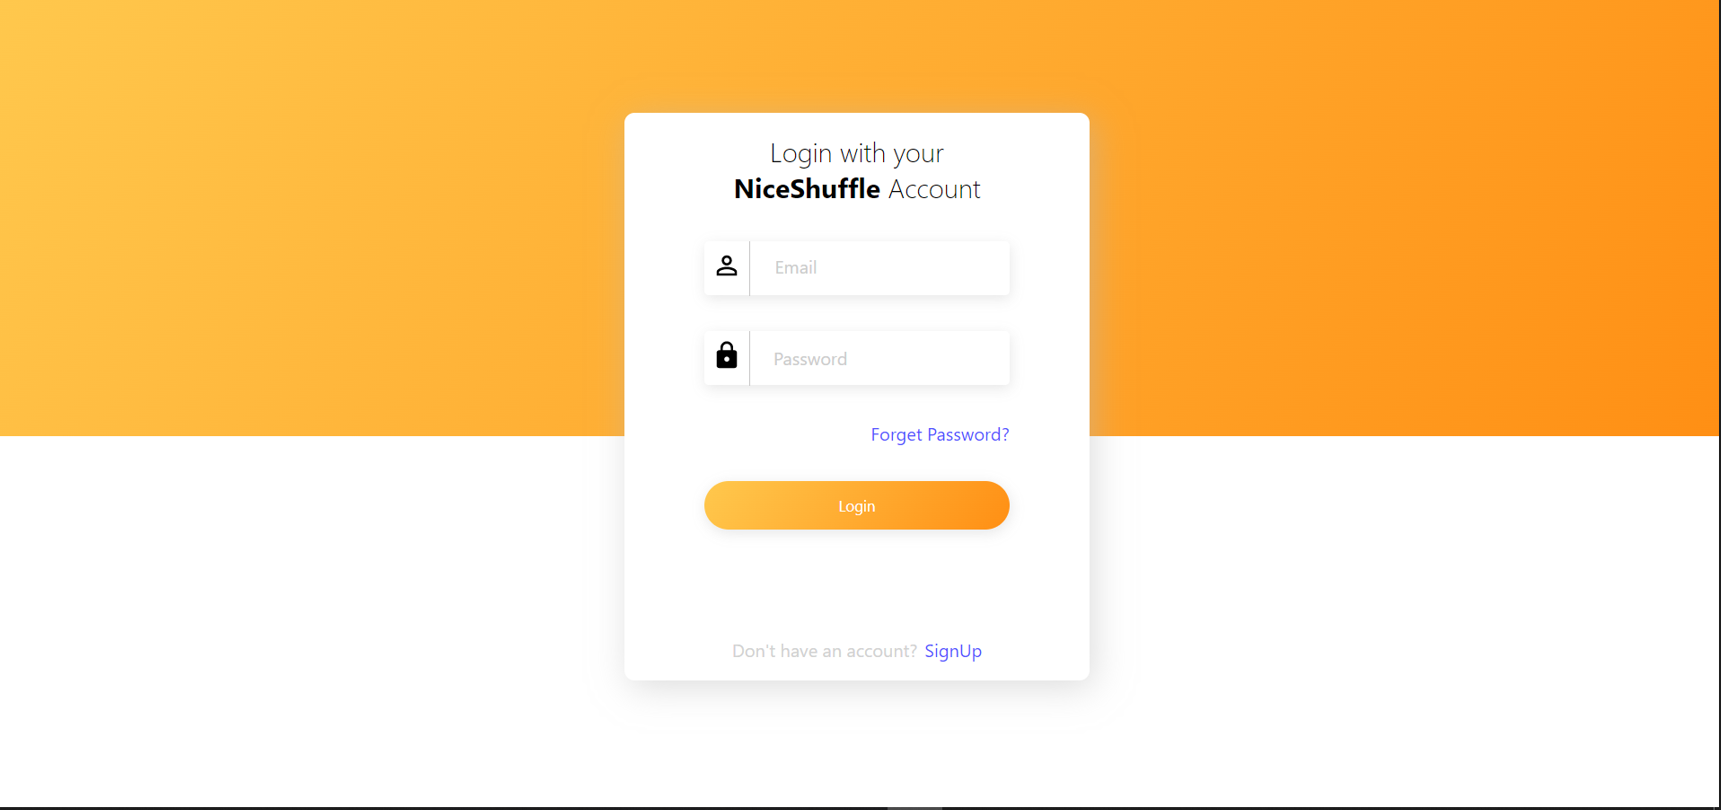 Login with your
NiceShuffle Account
Email
Password
Forget Password?
Login
Don't have an account? SignUp